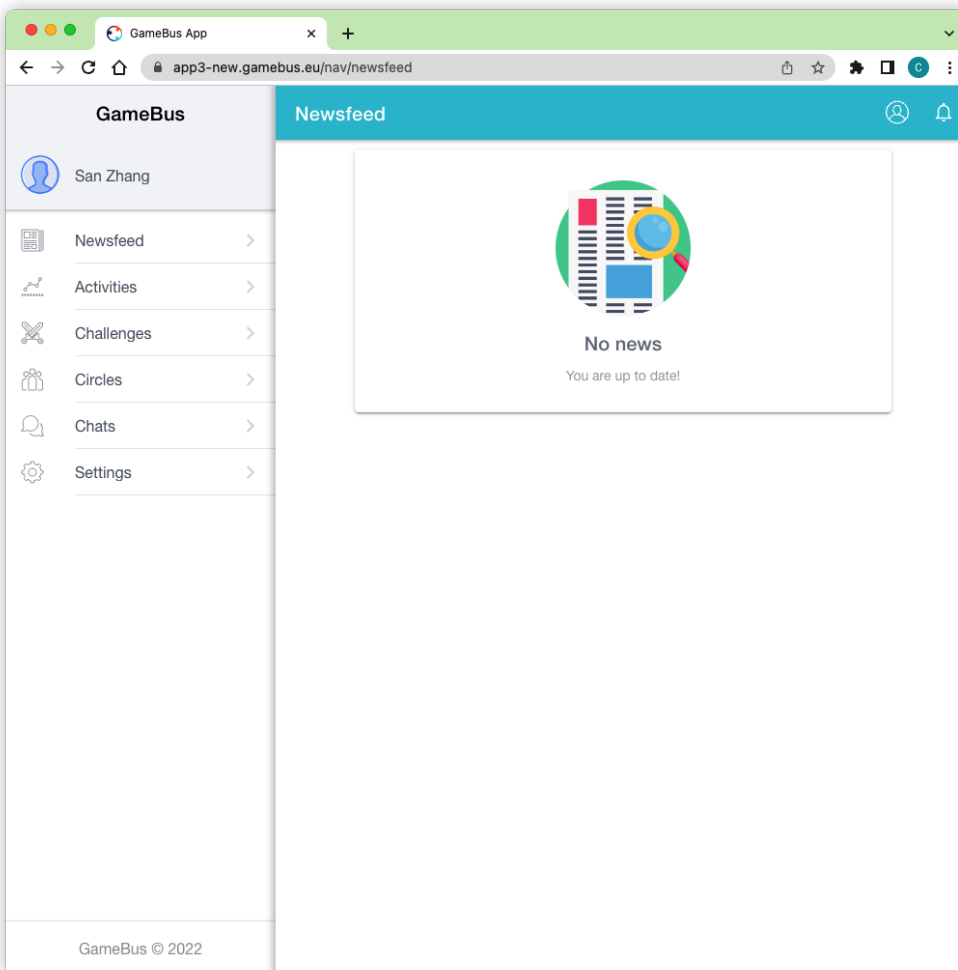 GameBus App
app3-new.gamebus.eu/nav/newsfeed
C
GameBus
Newsfeed
San Zhang
Newsfeed
Activities
Challenges
Circles
Chats
Settings
No news
You are up to date!
GameBus © 2022